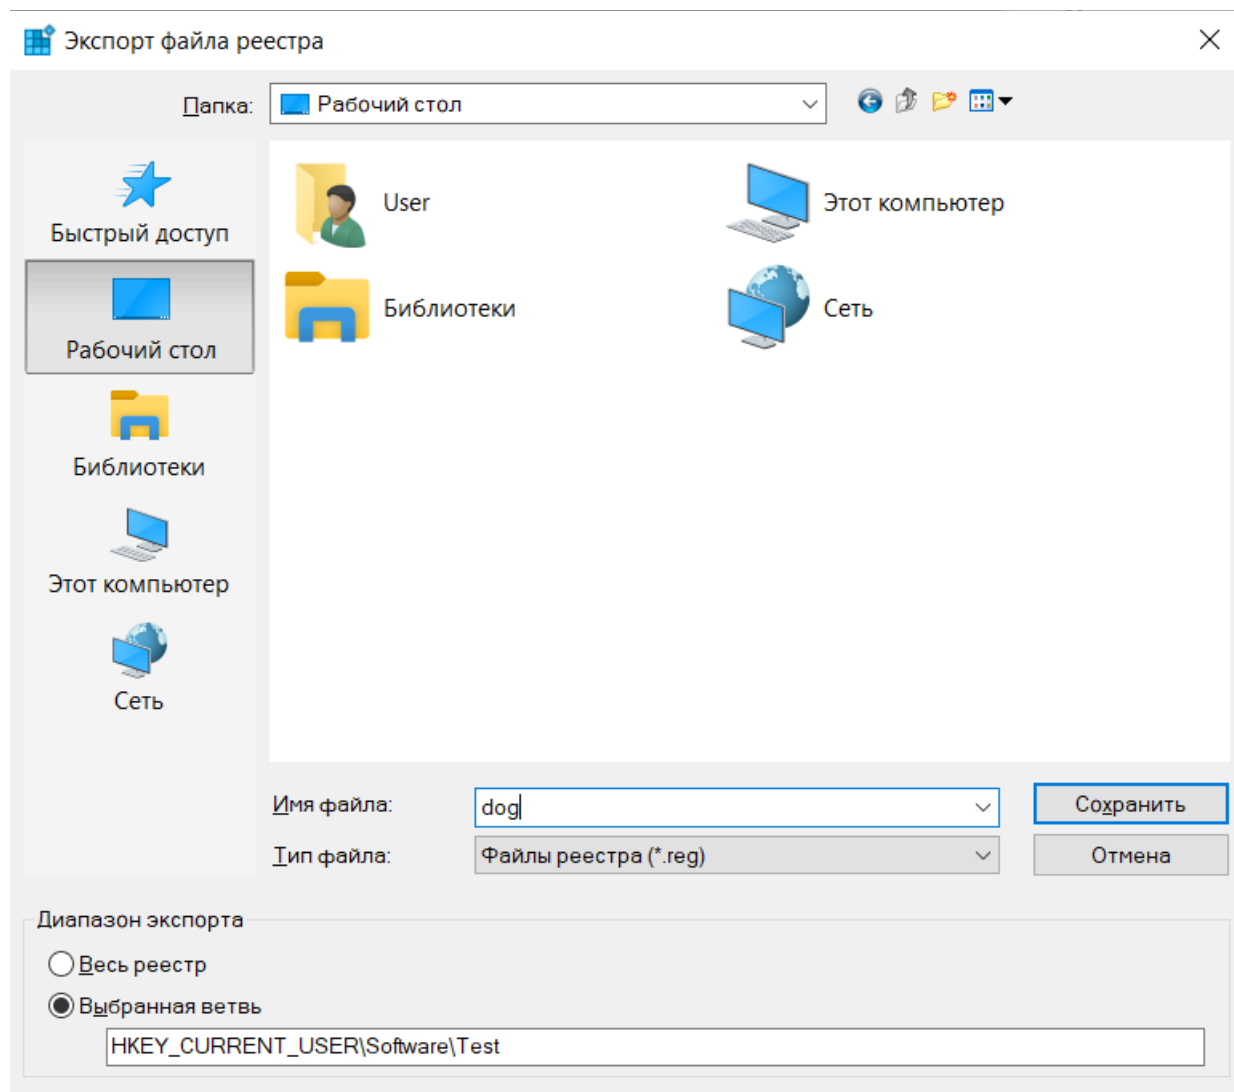 Экспорт файла реестра
Папка:
Рабочий стол
Быстрый доступ
Рабочий стол
Библиотеки
Этот компьютер
Сеть
User
Этот компьютер
Библиотеки
Сеть
Имя файла:
dog
Сохранить
Тип файла:
Файлы реестра (*.reg)
Отмена
Диапазон экспорта
Весь реестр
Выбранная ветвь
HKEY_CURRENT_USER\Software\Test